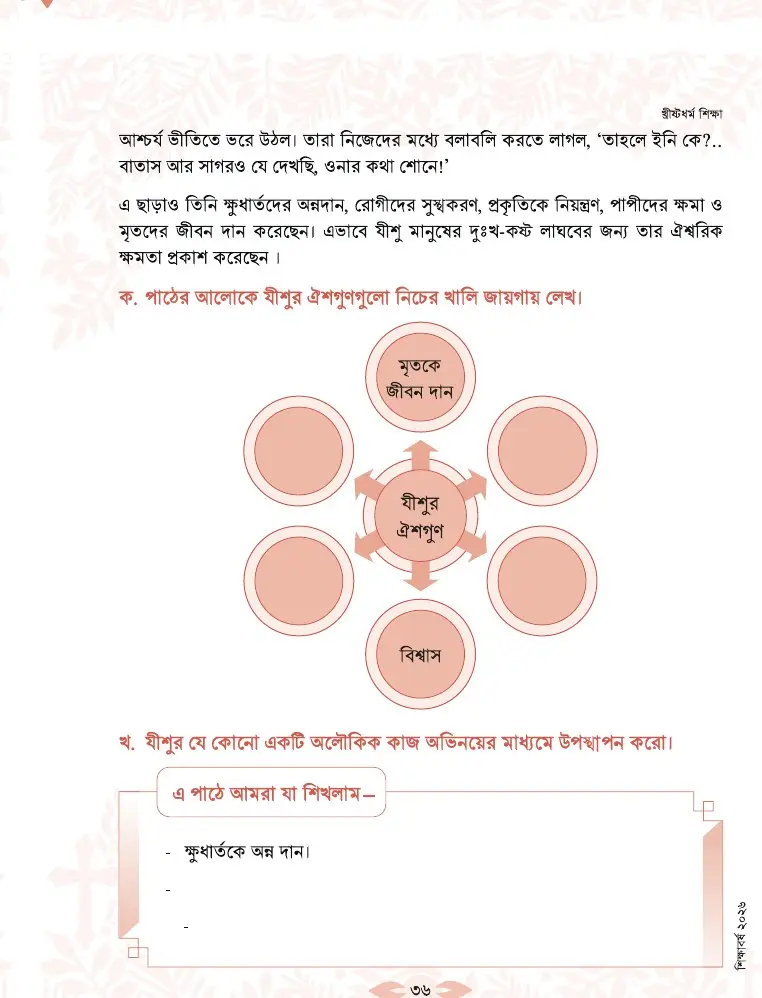 খ্রীষ্টধর্ম শিক্ষা
আশ্চর্য ভীতিতে ভরে উঠল। তারা নিজেদের মধ্যে বলাবলি করতে লাগল, ‘তাহলে ইনি কে?..
বাতাস আর সাগরও যে দেখছি, ওনার কথা শোনে!’
এ ছাড়াও তিনি ক্ষুধার্তদের অন্নদান, রোগীদের সুস্থকরণ, প্রকৃতিকে নিয়ন্ত্রণ, পাপীদের ক্ষমা ও
মৃতদের জীবন দান করেছেন। এভাবে যীশু মানুষের দুঃখ-কষ্ট লাঘবের জন্য তার ঐশ্বরিক
ক্ষমতা প্রকাশ করেছেন ।
ক. পাঠের আলোকে যীশুর ঐশগুণগুলো নিচের খালি জায়গায় লেখ।
মৃতকে
জীবন দান
যীশুর
ঐশগুণ
বিশ্বাস
খ. যীশুর যে কোনো একটি অলৌকিক কাজ অভিনয়ের মাধ্যমে উপস্থাপন করো।
এ পাঠে আমরা যা শিখলাম–
- ক্ষুধার্তকে অন্ন দান।
-
-
শিক্ষাবর্ষ ২০২৬
৩৬